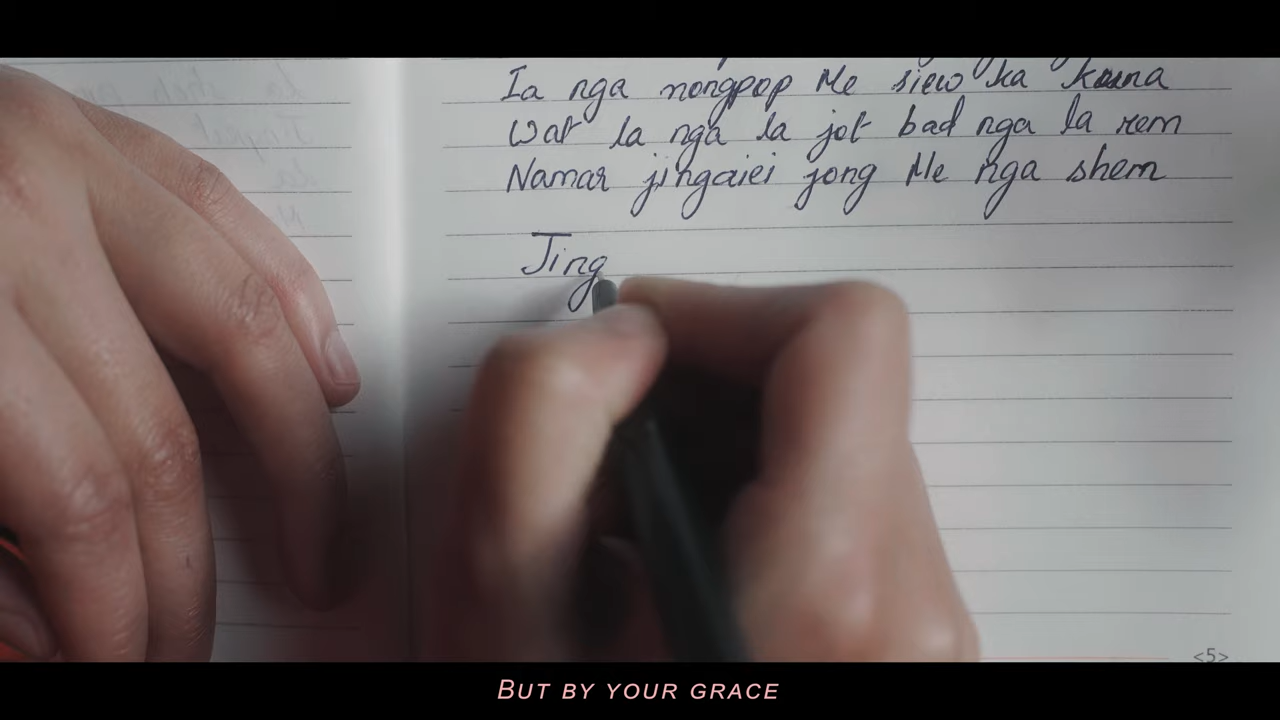 Ia nga nongpop Me siew ka kuna
Wat la nga la jot bad nga la rem
Namar jingaiei jong Me nga shem
Jing
<5>
BUT BY YOUR GRACE